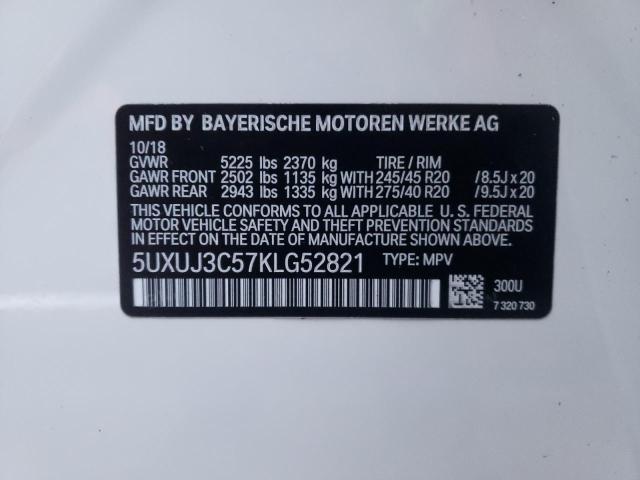 MFD BY BAYERISCHE MOTOREN WERKE AG
10/18
GVWR 5225 lbs 2370 kg TIRE / RIM
GAWR FRONT 2502 lbs 1135 kg WITH 245/45 R20 /8.5J x 20
GAWR REAR 2943 lbs 1335 kg WITH 275/40 R20 /9.5J x 20
THIS VEHICLE CONFORMS TO ALL APPLICABLE U. S. FEDERAL
MOTOR VEHICLE SAFETY AND THEFT PREVENTION STANDARDS
IN EFFECT ON THE DATE OF MANUFACTURE SHOWN ABOVE.
5UXUJ3C57KLG52821 TYPE: MPV
300U
7 320 730